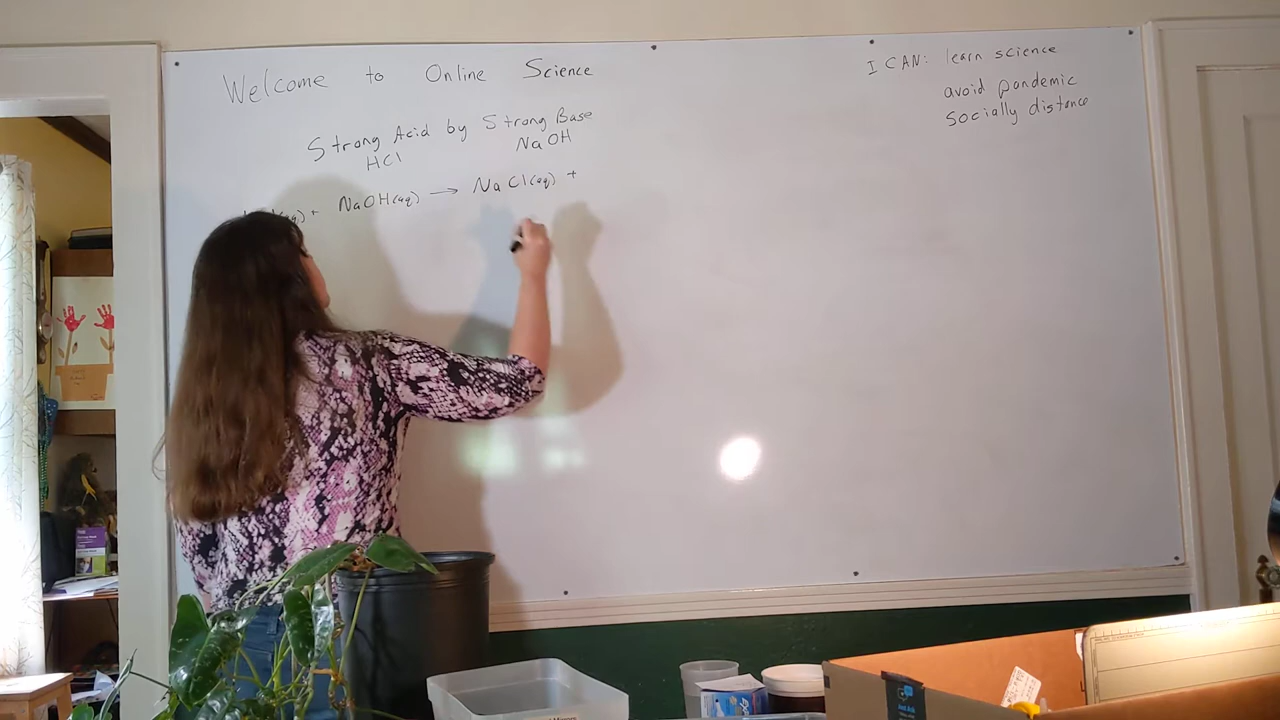 Welcome to Online Science
I CAN: learn science
avoid pandemic
socially distance
Strong Acid by Strong Base
HCl NaOH
+ NaOH(aq) → NaCl(aq) +